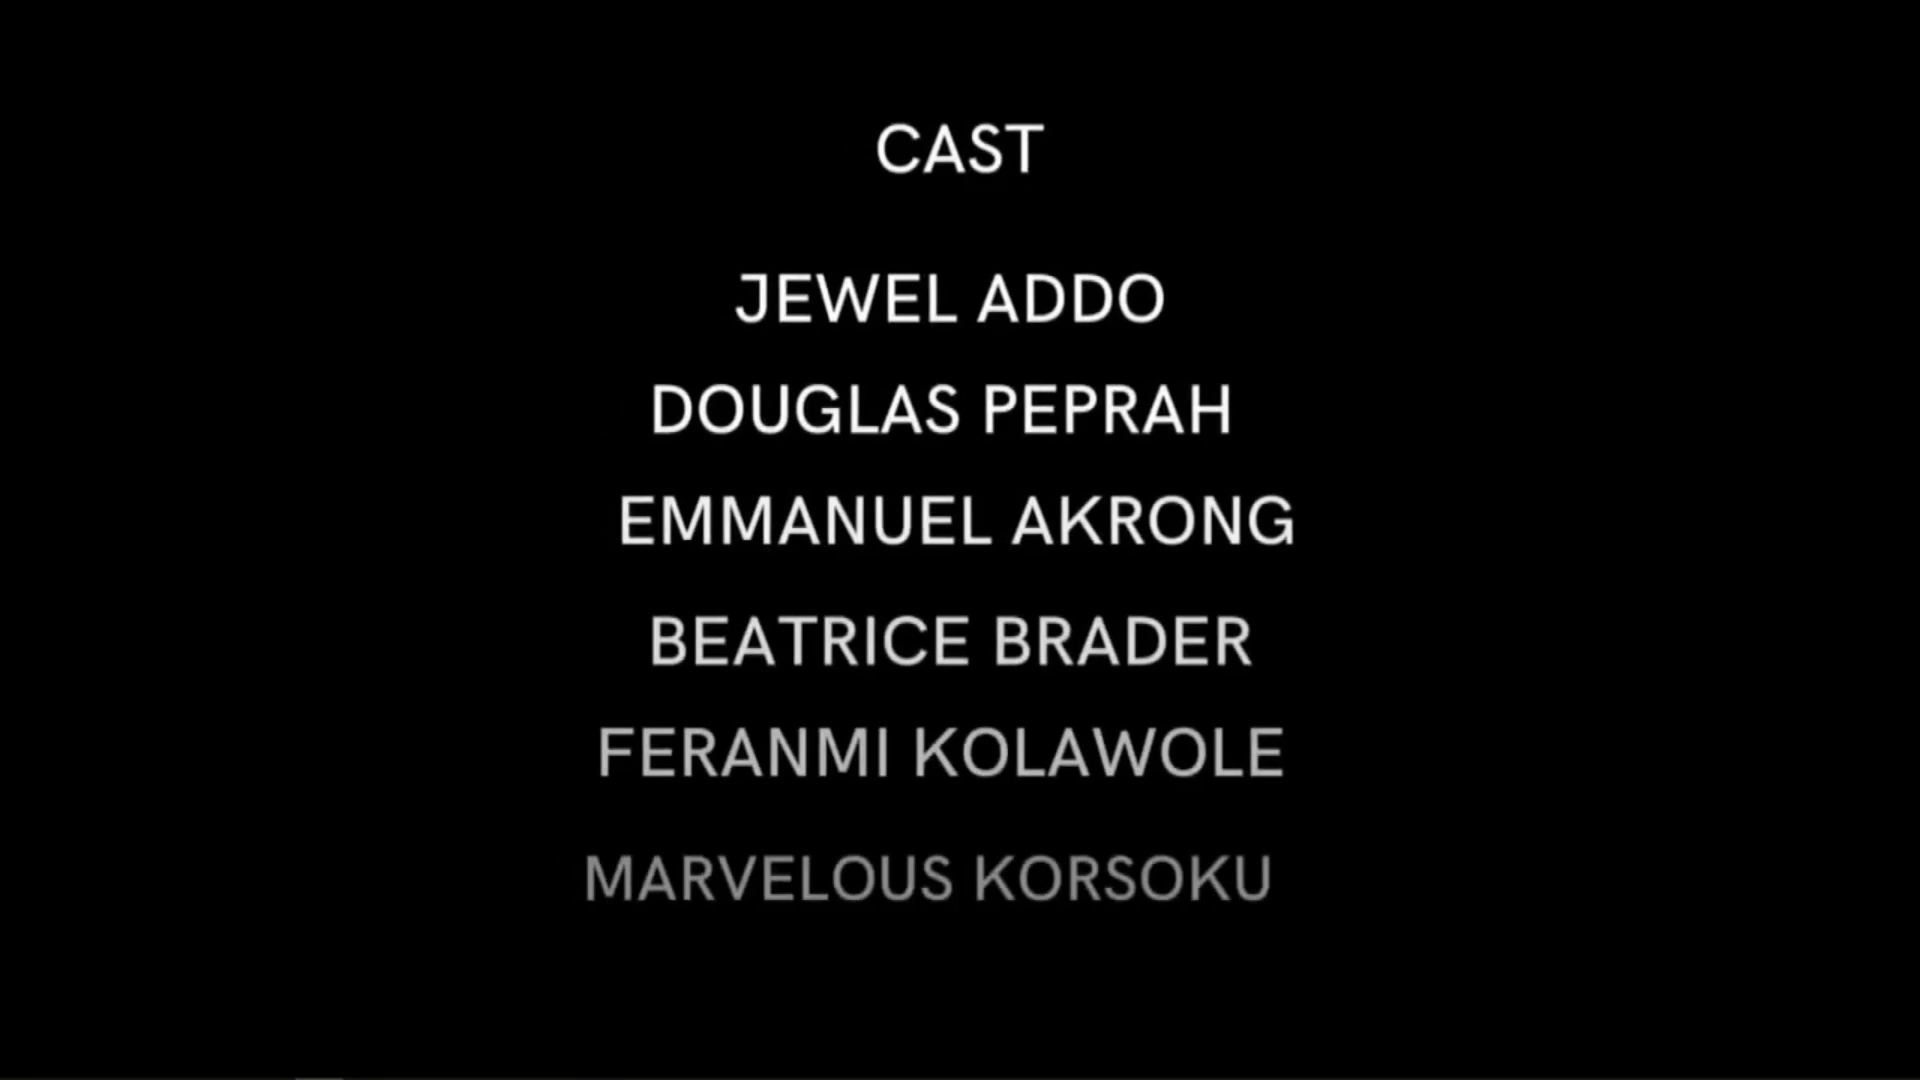 CAST
JEWEL ADDO
DOUGLAS PEPRAH
EMMANUEL AKRONG
BEATRICE BRADER
FERANMI KOLAWOLE
MARVELOUS KORSOKU